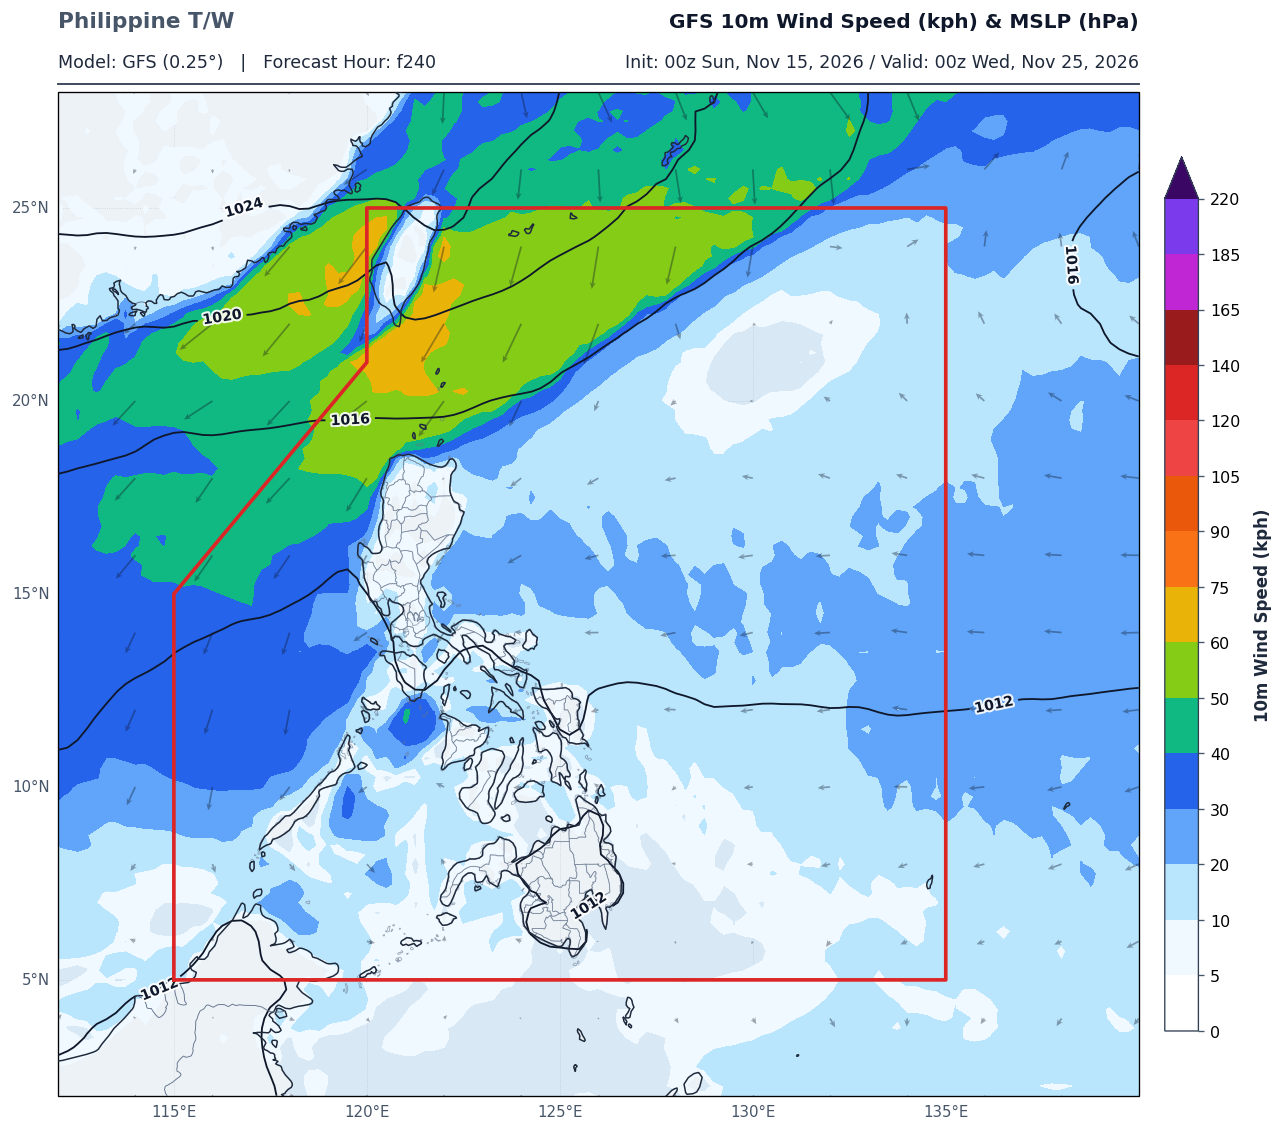 Philippine T/W
GFS 10m Wind Speed (kph) & MSLP (hPa)
Model: GFS (0.25°)   |   Forecast Hour: f240
Init: 00z Sun, Nov 15, 2026 / Valid: 00z Wed, Nov 25, 2026
1024
1020
1016
1016
1012
1012
1012
25°N
20°N
15°N
10°N
5°N
115°E
120°E
125°E
130°E
135°E
220
185
165
140
120
105
90
75
60
50
40
30
20
10
5
0
10m Wind Speed (kph)